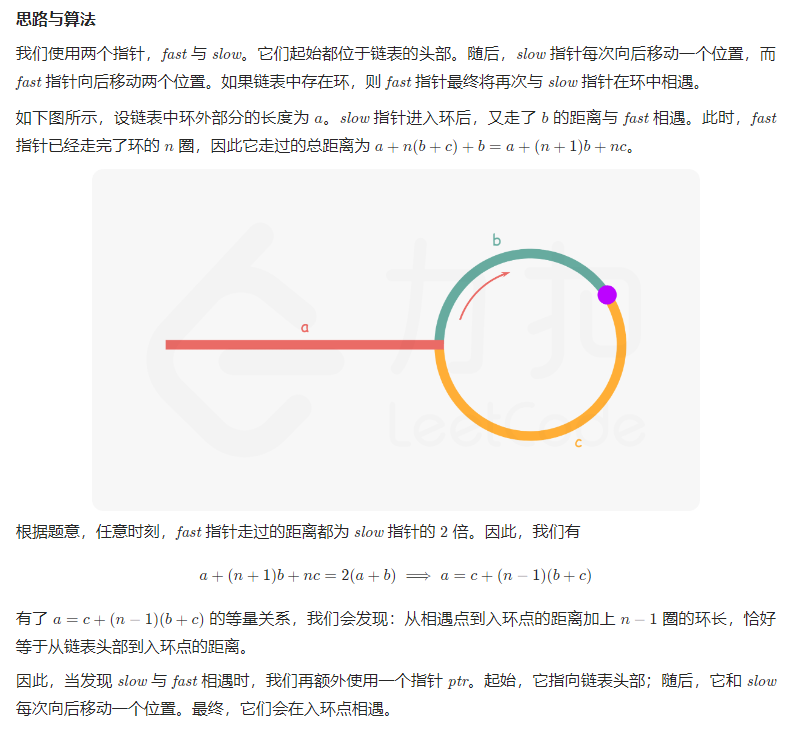 思路与算法
我们使用两个指针，fast 与 slow。它们起始都位于链表的头部。随后，slow 指针每次向后移动一个位置，而
fast 指针向后移动两个位置。如果链表中存在环，则 fast 指针最终将再次与 slow 指针在环中相遇。
如下图所示，设链表中环外部分的长度为 a。slow 指针进入环后，又走了 b 的距离与 fast 相遇。此时，fast
指针已经走完了环的 n 圈，因此它走过的总距离为 a + n(b + c) + b = a + (n + 1)b + nc。
b
a
力扣
LeetCode
c
根据题意，任意时刻，fast 指针走过的距离都为 slow 指针的 2 倍。因此，我们有
a + (n + 1)b + nc = 2(a + b) ⟹ a = c + (n − 1)(b + c)
有了 a = c + (n − 1)(b + c) 的等量关系，我们会发现：从相遇点到入环点的距离加上 n − 1 圈的环长，恰好
等于从链表头部到入环点的距离。
因此，当发现 slow 与 fast 相遇时，我们再额外使用一个指针 ptr。起始，它指向链表头部；随后，它和 slow
每次向后移动一个位置。最终，它们会在入环点相遇。